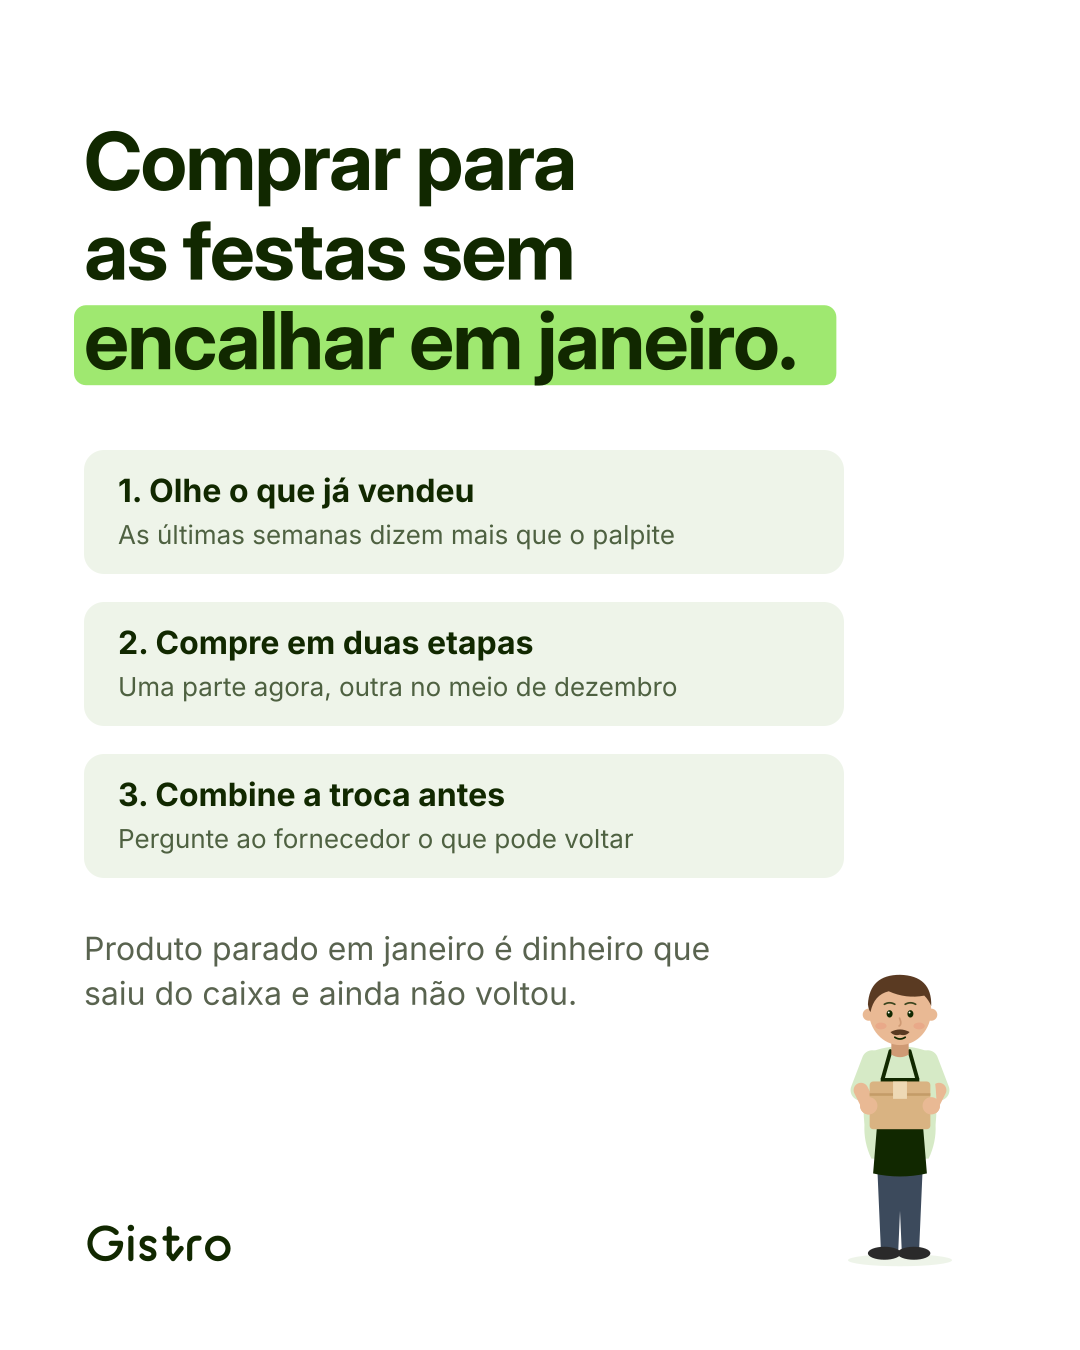 Comprar para
as festas sem
encalhar em janeiro.
1. Olhe o que já vendeu
As últimas semanas dizem mais que o palpite
2. Compre em duas etapas
Uma parte agora, outra no meio de dezembro
3. Combine a troca antes
Pergunte ao fornecedor o que pode voltar
Produto parado em janeiro é dinheiro que
saiu do caixa e ainda não voltou.
Gistro